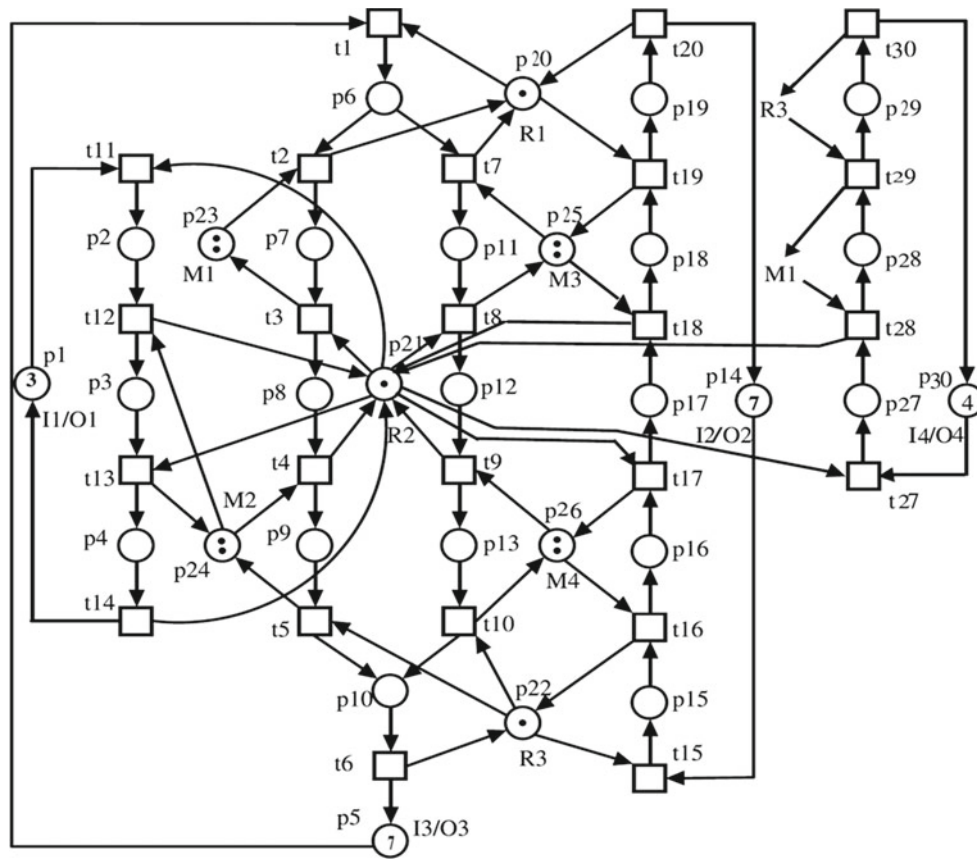 t1
t20
t30
p20
p6
R1
p19
R3
p29
t11
t2
t7
t19
t29
p23
p25
p2
p7
p11
p18
M1
p28
M1
M3
t12
t3
t8
t18
t28
p21
p1
3
p3
p8
p12
p14
p17
7
p30
p27
4
I1/O1
R2
I2/O2
I4/O4
t13
t4
t9
t17
t27
M2
p26
p4
p9
p13
p16
p24
M4
t14
t5
t10
t16
p22
p10
p15
R3
t15
t6
p5
7
I3/O3